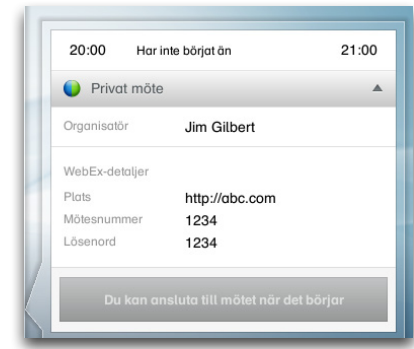 20:00 Har inte börjat än 21:00
Privat möte
Organisatör Jim Gilbert
WebEx-detaljer
Plats http://abc.com
Mötesnummer 1234
Lösenord 1234
Du kan ansluta till mötet när det börjar